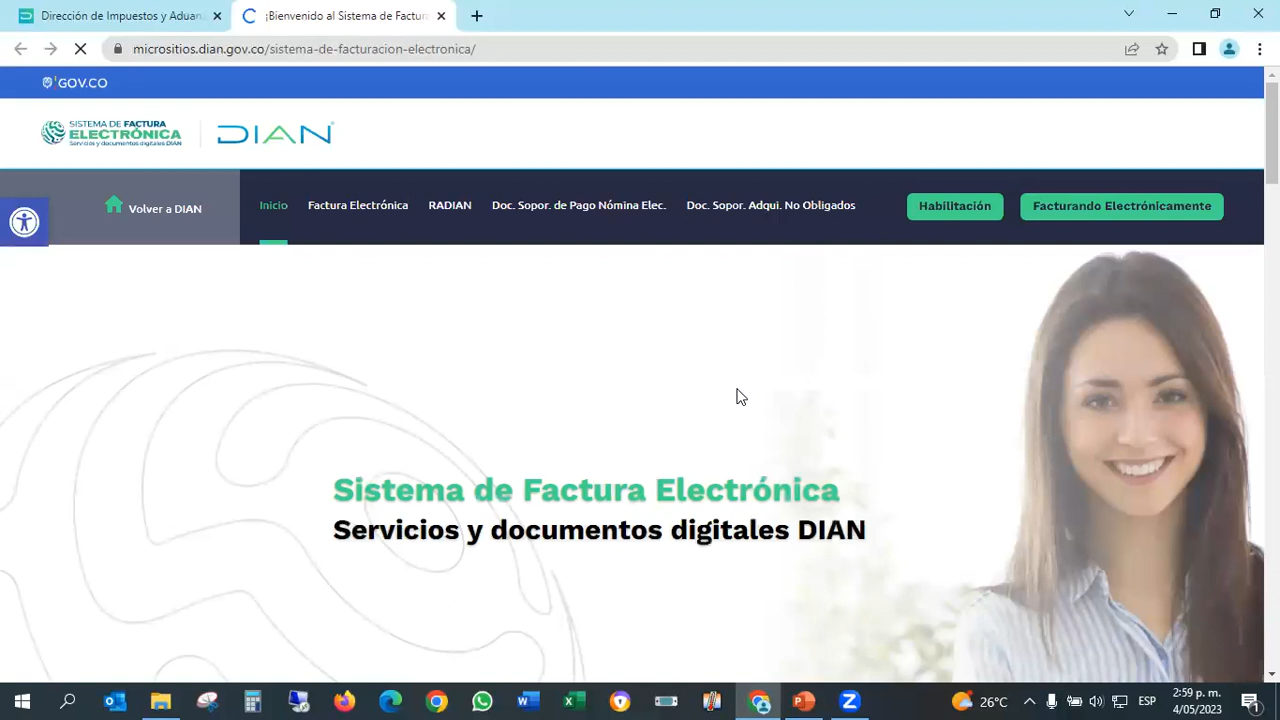 Dirección de Impuestos y Aduan
¡Bienvenido al Sistema de Factura
micrositios.dian.gov.co/sistema-de-facturacion-electronica/
GOV.CO
SISTEMA DE FACTURA
ELECTRÓNICA
Servicios y documentos digitales DIAN
DIAN
Volver a DIAN
Inicio
Factura Electrónica
RADIAN
Doc. Sopor. de Pago Nómina Elec.
Doc. Sopor. Adqui. No Obligados
Habilitación
Facturando Electrónicamente
Sistema de Factura Electrónica
Servicios y documentos digitales DIAN
26°C
ESP
2:59 p. m.
4/05/2023
1